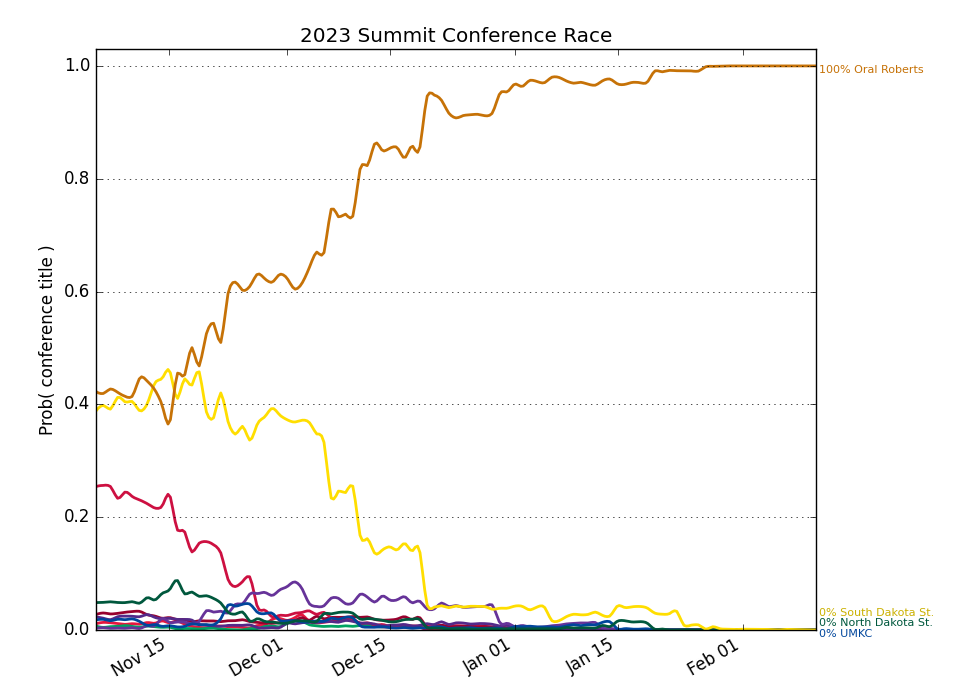 2023 Summit Conference Race
Prob( conference title )
1.0
0.8
0.6
0.4
0.2
0.0
Nov 15
Dec 01
Dec 15
Jan 01
Jan 15
Feb 01
100% Oral Roberts
0% South Dakota St.
0% North Dakota St.
0% UMKC